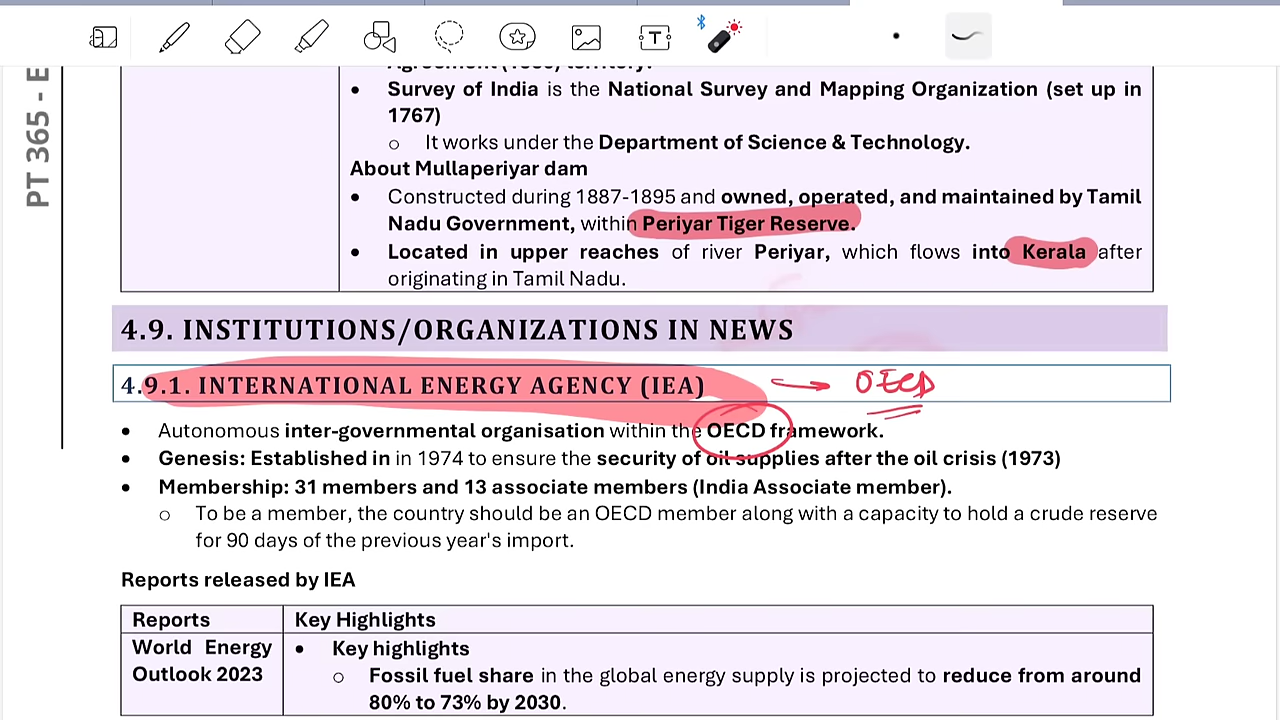 PT 365 - E
Survey of India is the National Survey and Mapping Organization (set up in
1767)
o It works under the Department of Science & Technology.
About Mullaperiyar dam
• Constructed during 1887-1895 and owned, operated, and maintained by Tamil
Nadu Government, within Periyar Tiger Reserve.
• Located in upper reaches of river Periyar, which flows into Kerala after
originating in Tamil Nadu.
4.9. INSTITUTIONS/ORGANIZATIONS IN NEWS
4.9.1. INTERNATIONAL ENERGY AGENCY (IEA) → OECD
• Autonomous inter-governmental organisation within the OECD framework.
• Genesis: Established in in 1974 to ensure the security of oil supplies after the oil crisis (1973)
• Membership: 31 members and 13 associate members (India Associate member).
o To be a member, the country should be an OECD member along with a capacity to hold a crude reserve
for 90 days of the previous year's import.
Reports released by IEA
Reports Key Highlights
World Energy • Key highlights
Outlook 2023 o Fossil fuel share in the global energy supply is projected to reduce from around
80% to 73% by 2030.